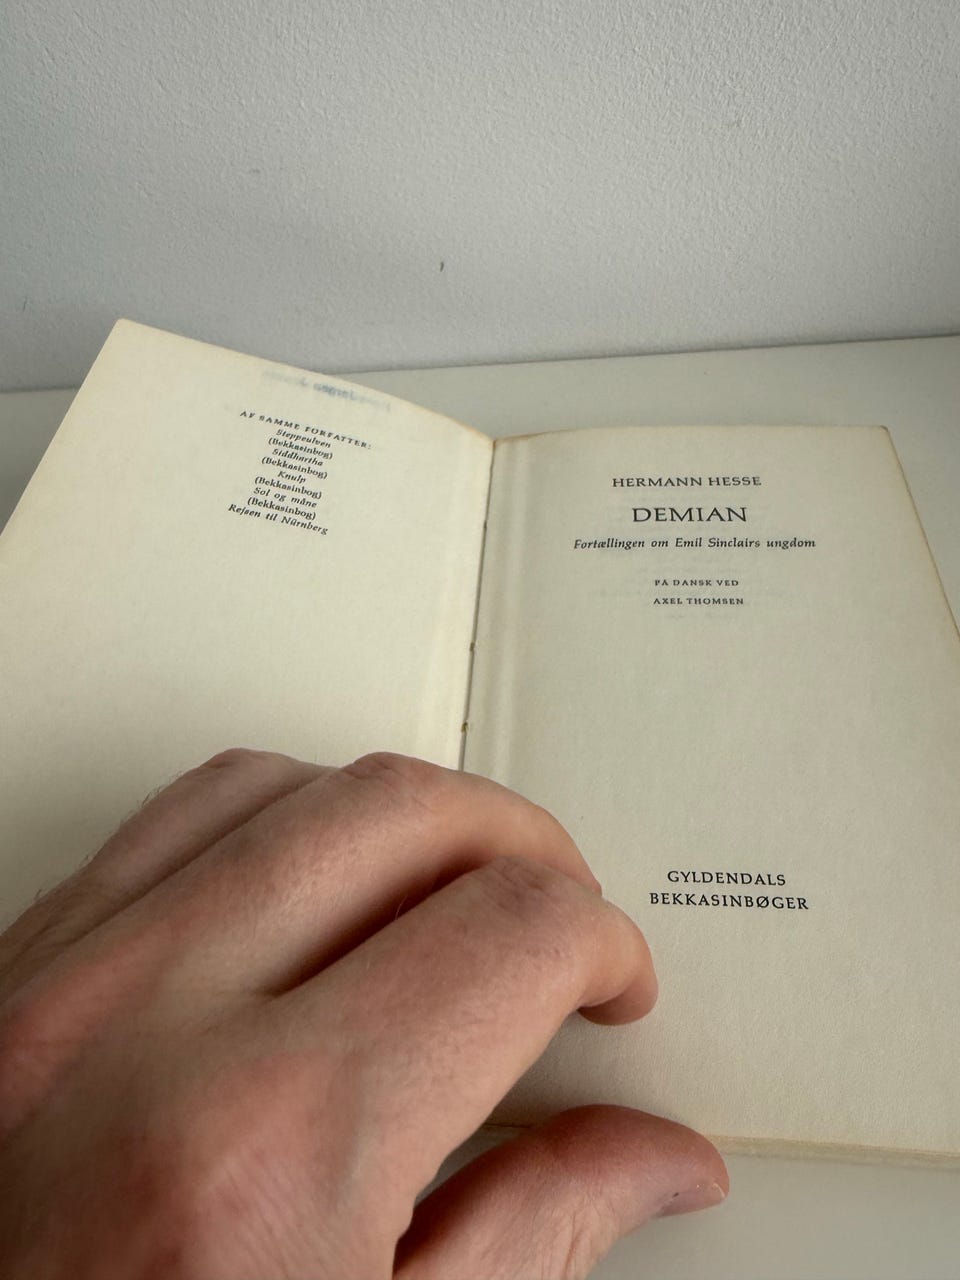 AF SAMME FORFATTER:
Steppeulven
(Bekkasinbog)
Siddhartha
(Bekkasinbog)
Knulp
(Bekkasinbog)
Sol og måne
(Bekkasinbog)
Rejsen til Nürnberg
HERMANN HESSE
DEMIAN
Fortællingen om Emil Sinclairs ungdom
PÅ DANSK VED
AXEL THOMSEN
GYLDENDALS
BEKKASINBØGER